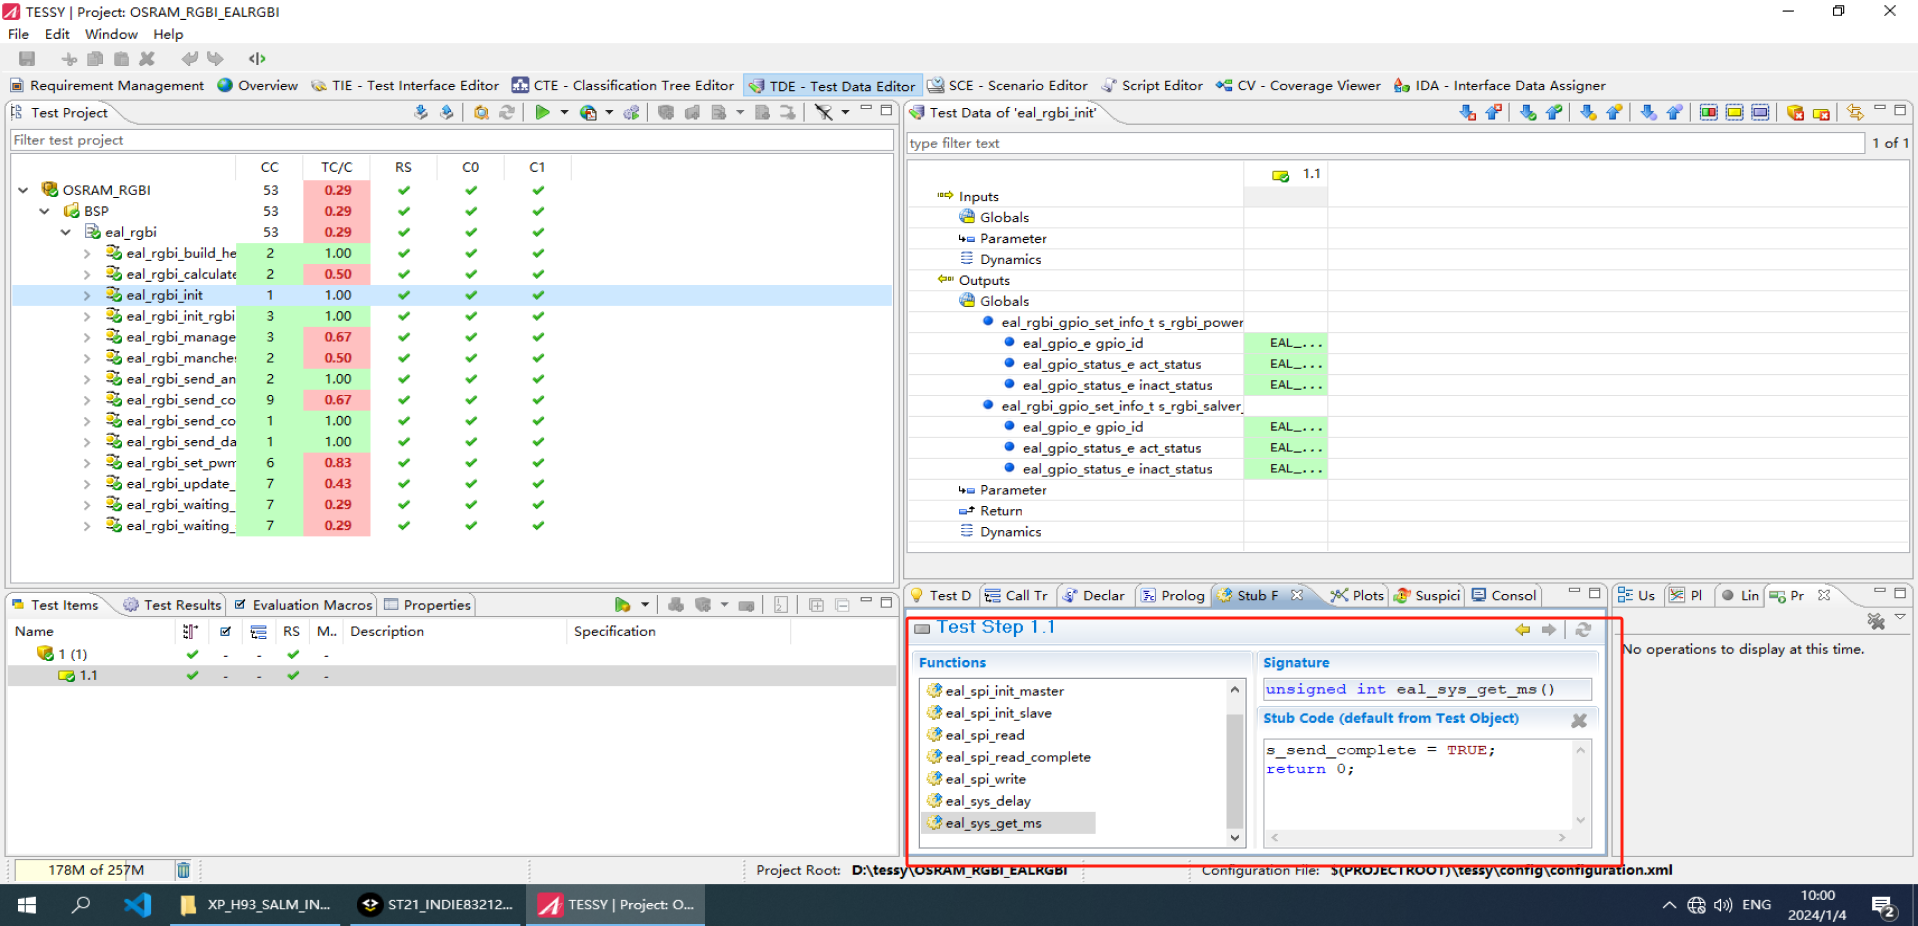 TESSY | Project: OSRAM_RGBI_EALRGBI
File Edit Window Help
Requirement Management Overview TIE - Test Interface Editor CTE - Classification Tree Editor TDE - Test Data Editor SCE - Scenario Editor Script Editor CV - Coverage Viewer IDA - Interface Data Assigner
Test Project
Filter test project
CC TC/C RS C0 C1
OSRAM_RGBI 53 0.29
BSP 53 0.29
eal_rgbi 53 0.29
eal_rgbi_build_he 2 1.00
eal_rgbi_calculate 2 0.50
eal_rgbi_init 1 1.00
eal_rgbi_init_rgbi 3 1.00
eal_rgbi_manage 3 0.67
eal_rgbi_manches 2 0.50
eal_rgbi_send_an 2 1.00
eal_rgbi_send_co 9 0.67
eal_rgbi_send_co 1 1.00
eal_rgbi_send_da 1 1.00
eal_rgbi_set_pwm 6 0.83
eal_rgbi_update_ 7 0.43
eal_rgbi_waiting_ 7 0.29
eal_rgbi_waiting_ 7 0.29
Test Data of 'eal_rgbi_init'
type filter text 1 of 1
1.1
Inputs
Globals
Parameter
Dynamics
Outputs
Globals
eal_rgbi_gpio_set_info_t s_rgbi_power
eal_gpio_e gpio_id EAL_...
eal_gpio_status_e act_status EAL_...
eal_gpio_status_e inact_status EAL_...
eal_rgbi_gpio_set_info_t s_rgbi_salver_
eal_gpio_e gpio_id EAL_...
eal_gpio_status_e act_status EAL_...
eal_gpio_status_e inact_status EAL_...
Parameter
Return
Dynamics
Test Items Test Results Evaluation Macros Properties
Name RS M.. Description Specification
1 (1) - - -
1.1 - - -
Test D Call Tr Declar Prolog Stub F Plots Suspici Consol
Test Step 1.1
Functions
eal_spi_init_master
eal_spi_init_slave
eal_spi_read
eal_spi_read_complete
eal_spi_write
eal_sys_delay
eal_sys_get_ms
Signature
unsigned int eal_sys_get_ms()
Stub Code (default from Test Object)
s_send_complete = TRUE;
return 0;
Us Pl Lin Pr
No operations to display at this time.
178M of 257M Project Root: D:\tessy\OSRAM_RGBI_EALRGBI Configuration File: $(PROJECTROOT)\tessy\config\configuration.xml
XP_H93_SALM_IN... ST21_INDIE83212... TESSY | Project: O... ENG 10:00
2024/1/4 2